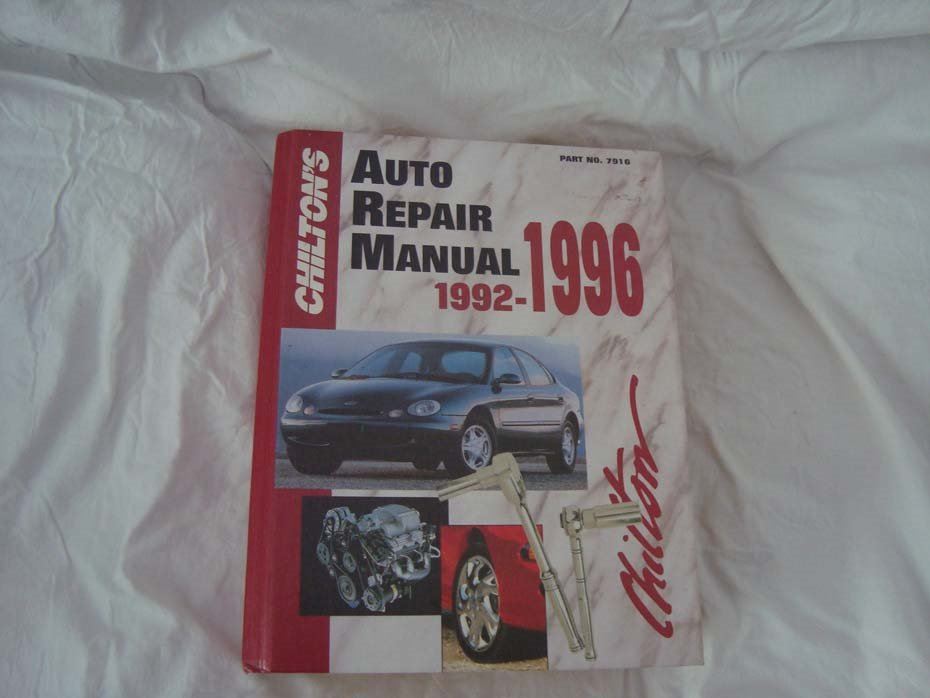 CHILTON'S
PART NO. 7916
AUTO
REPAIR
MANUAL
1992-1996
Chilton